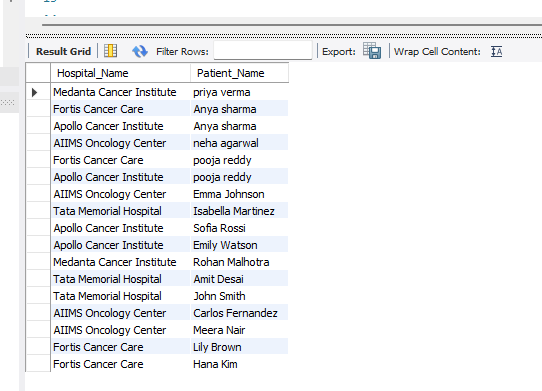 Result Grid Filter Rows: Export: Wrap Cell Content:
Hospital_Name Patient_Name
Medanta Cancer Institute priya verma
Fortis Cancer Care Anya sharma
Apollo Cancer Institute Anya sharma
AIIMS Oncology Center neha agarwal
Fortis Cancer Care pooja reddy
Apollo Cancer Institute pooja reddy
AIIMS Oncology Center Emma Johnson
Tata Memorial Hospital Isabella Martinez
Apollo Cancer Institute Sofia Rossi
Apollo Cancer Institute Emily Watson
Medanta Cancer Institute Rohan Malhotra
Tata Memorial Hospital Amit Desai
Tata Memorial Hospital John Smith
AIIMS Oncology Center Carlos Fernandez
AIIMS Oncology Center Meera Nair
Fortis Cancer Care Lily Brown
Fortis Cancer Care Hana Kim